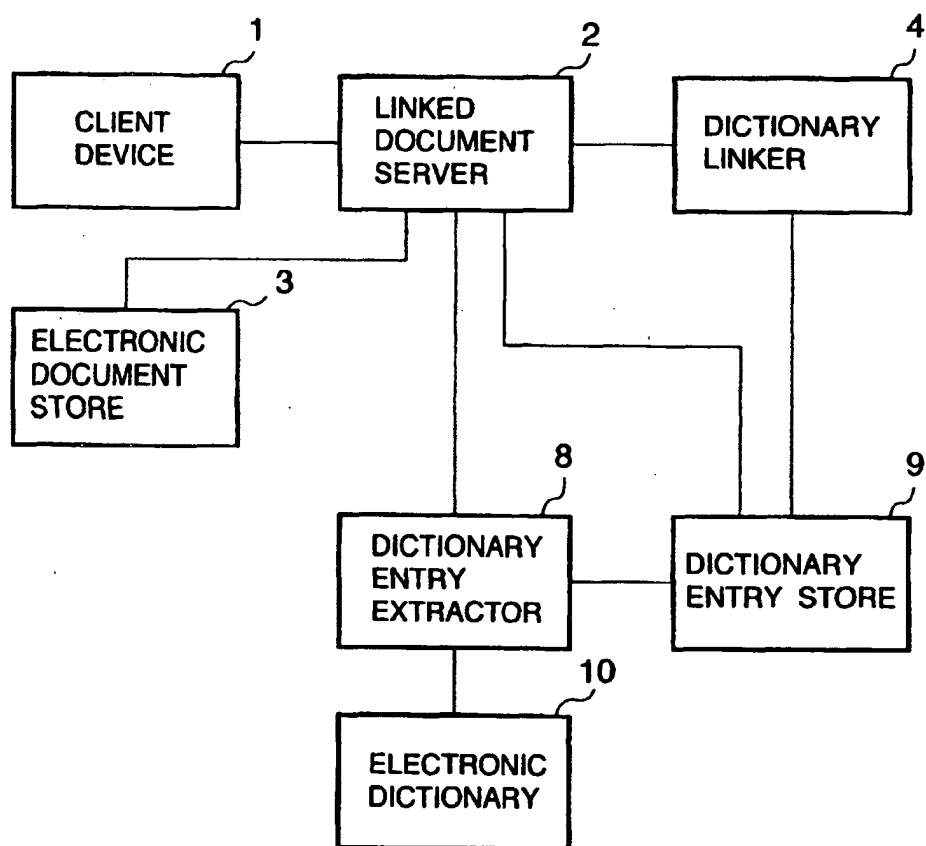 1
CLIENT
DEVICE
2
LINKED
DOCUMENT
SERVER
4
DICTIONARY
LINKER
3
ELECTRONIC
DOCUMENT
STORE
8
DICTIONARY
ENTRY
EXTRACTOR
9
DICTIONARY
ENTRY STORE
10
ELECTRONIC
DICTIONARY